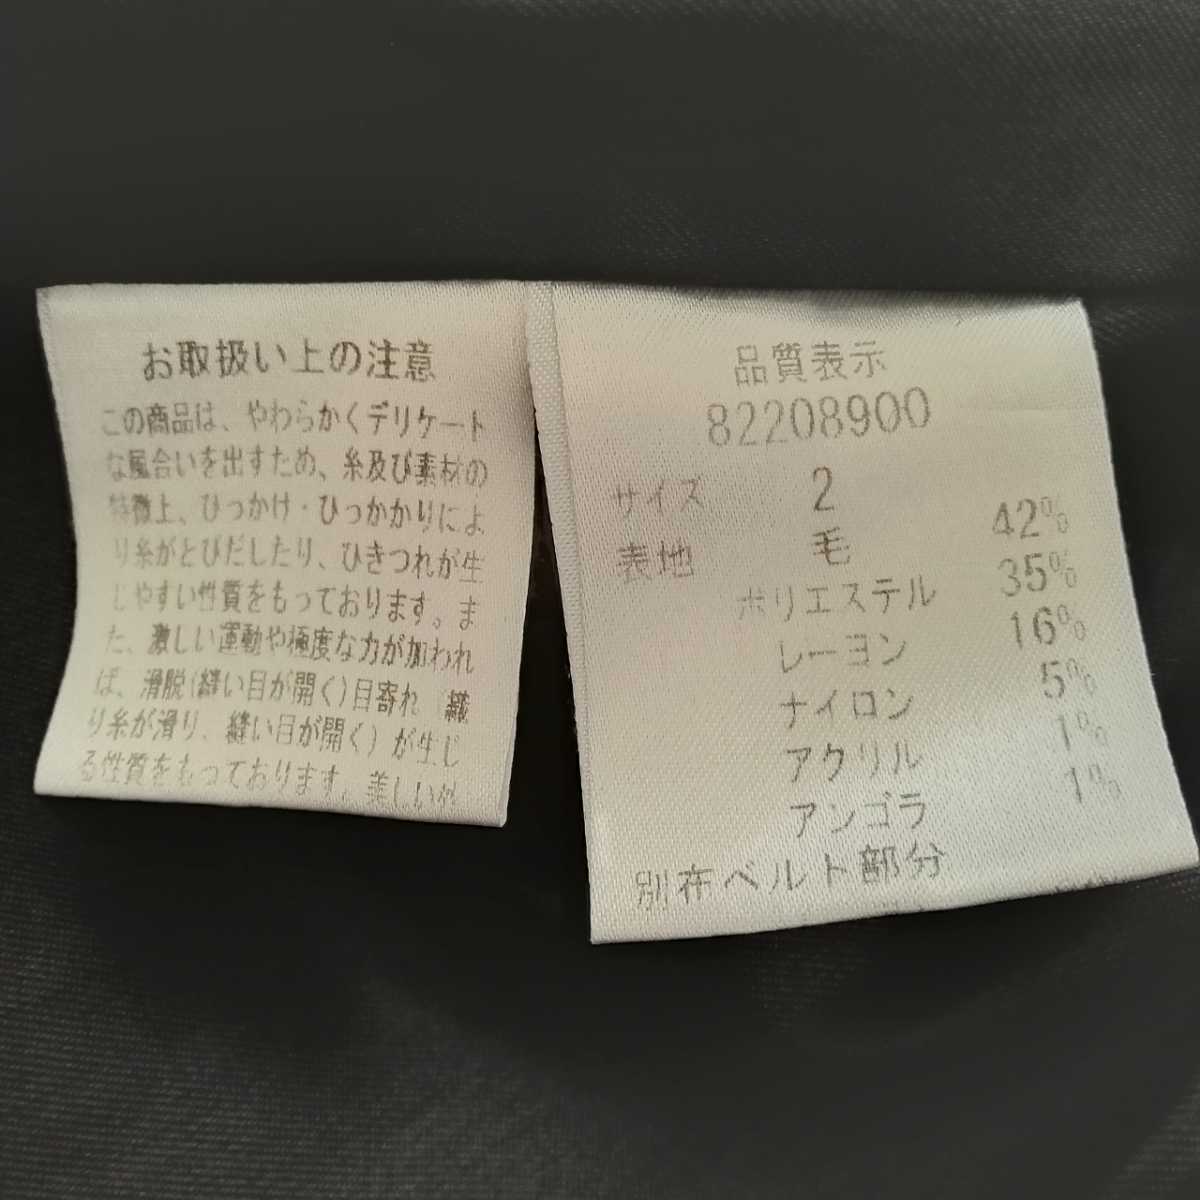 お取扱い上の注意
この商品は、やわらかくデリケート
な風合いを出すため、糸及び素材の
特徴上、ひっかけ・ひっかかりによ
り糸がとびだしたり、ひきつれが生
じやすい性質をもっております。ま
た、激しい運動や極度な力が加われ
ば、滑脱(縫い目が開く)目寄れ 織
り糸が滑り、縫い目が開く)が生じ
る性質をもっております。美しい外
品質表示
82208900
サイズ 2
表地 毛 42%
ポリエステル 35%
レーヨン 16%
ナイロン 5%
アクリル 1%
アンゴラ 1%
別布ベルト部分